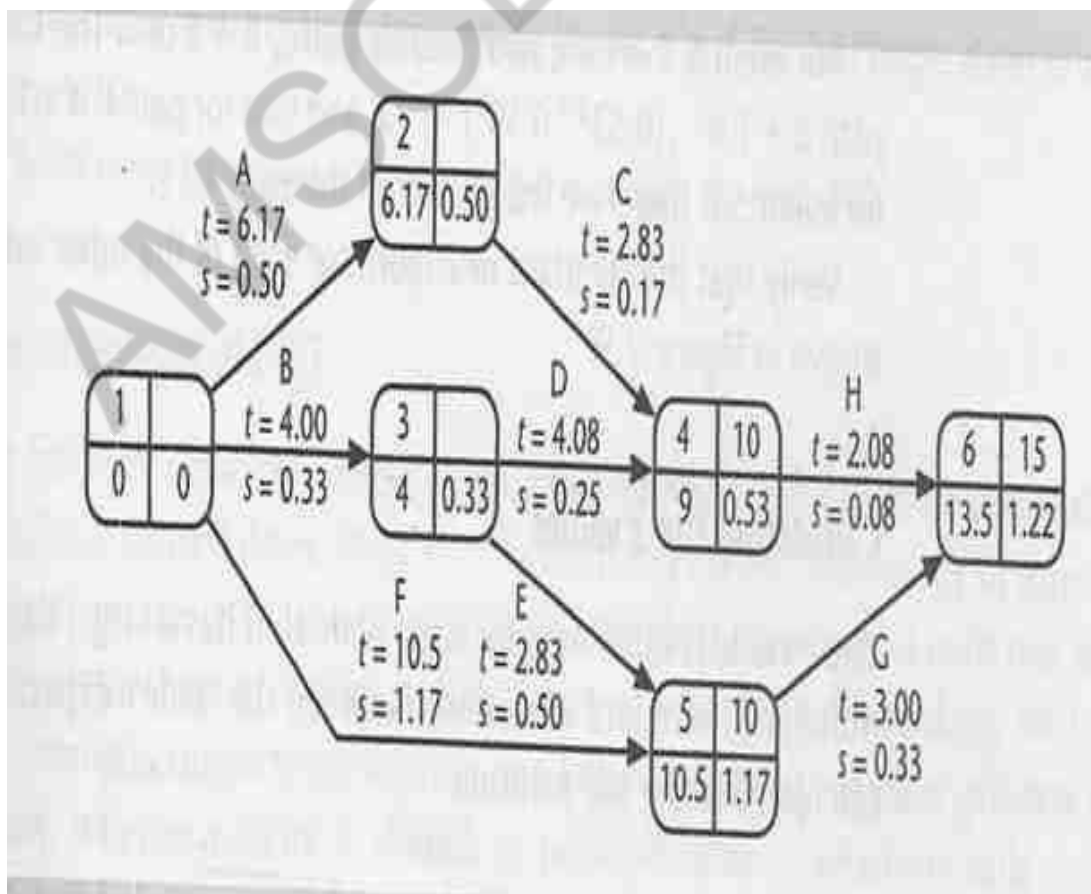 AMSCE
2
6.17 0.50
A
t = 6.17
s = 0.50
C
t = 2.83
s = 0.17
1
0 0
B
t = 4.00
s = 0.33
3
4 0.33
D
t = 4.08
s = 0.25
4 10
9 0.53
H
t = 2.08
s = 0.08
6 15
13.5 1.22
F
t = 10.5
s = 1.17
E
t = 2.83
s = 0.50
5 10
10.5 1.17
G
t = 3.00
s = 0.33